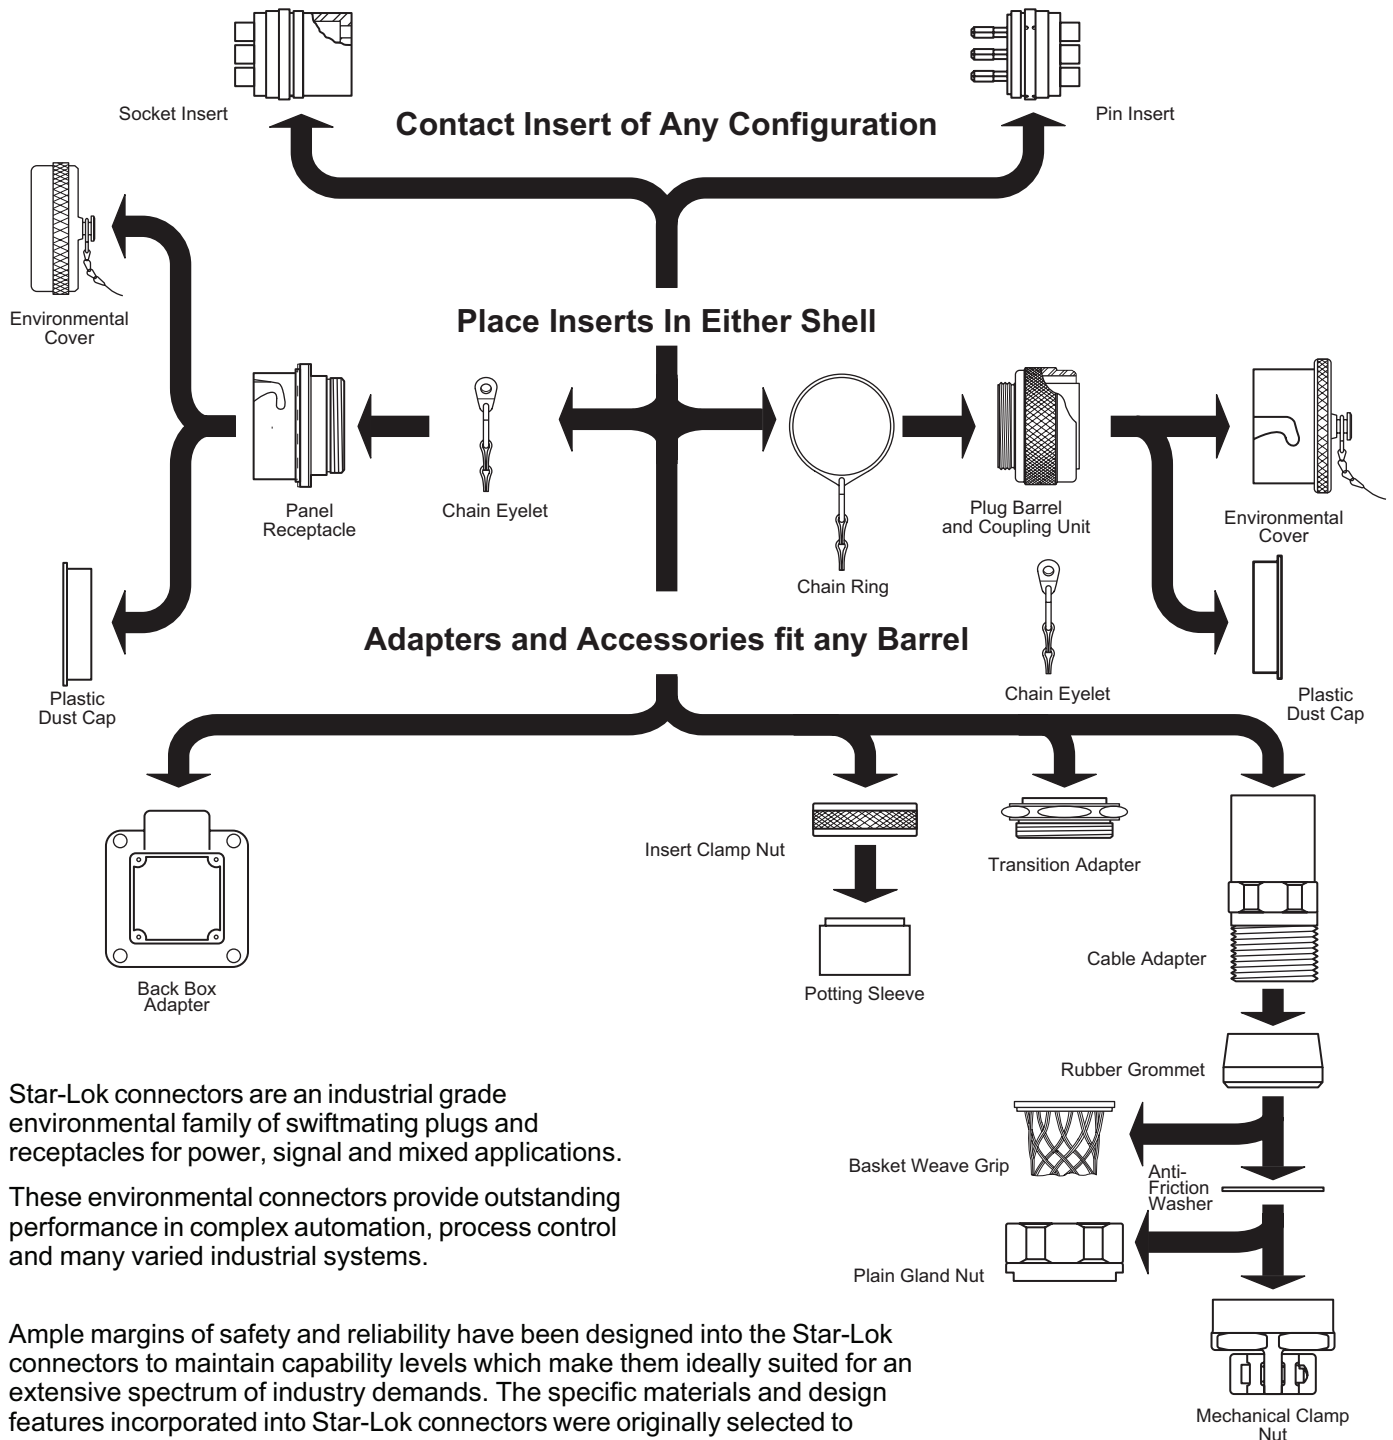 Socket Insert
Contact Insert of Any Configuration
Pin Insert
Environmental
Cover
Place Inserts In Either Shell
Panel
Receptacle
Chain Eyelet
Chain Ring
Plug Barrel
and Coupling Unit
Environmental
Cover
Adapters and Accessories fit any Barrel
Plastic
Dust Cap
Chain Eyelet
Plastic
Dust Cap
Insert Clamp Nut
Transition Adapter
Cable Adapter
Back Box
Adapter
Potting Sleeve
Rubber Grommet
Basket Weave Grip
Anti-
Friction
Washer
Plain Gland Nut
Mechanical Clamp
Nut
Star-Lok connectors are an industrial grade
environmental family of swiftmating plugs and
receptacles for power, signal and mixed applications.
These environmental connectors provide outstanding
performance in complex automation, process control
and many varied industrial systems.
Ample margins of safety and reliability have been designed into the Star-Lok
connectors to maintain capability levels which make them ideally suited for an
extensive spectrum of industry demands. The specific materials and design
features incorporated into Star-Lok connectors were originally selected to